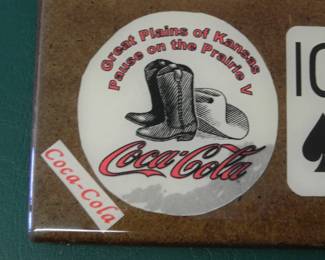 Great Plains of Kansas
Pause on the Prairie V
Coca-Cola
Coca-Cola
10